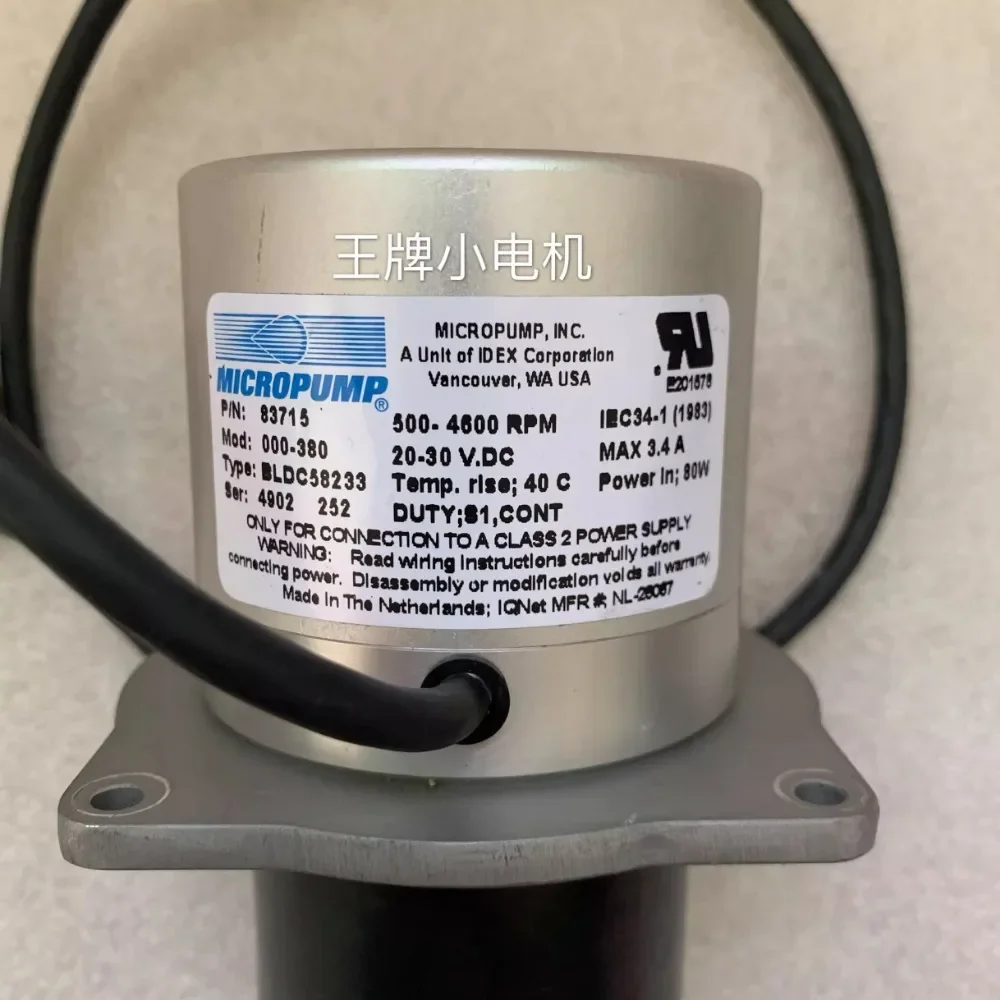 王牌小电机
MICROPUMP®
MICROPUMP, INC.
A Unit of IDEX Corporation
Vancouver, WA USA
RU
E201678
P/N: 83715
Mod: 000-380
Type: BLDC58233
Ser: 4902 252
500- 4600 RPM
20-30 V.DC
Temp. rise; 40 C
DUTY;S1,CONT
IEC34-1 (1983)
MAX 3.4 A
Power In; 80W
ONLY FOR CONNECTION TO A CLASS 2 POWER SUPPLY
WARNING: Read wiring instructions carefully before
connecting power. Disassembly or modification voids all warranty.
Made In The Netherlands; IQNet MFR #; NL-26067